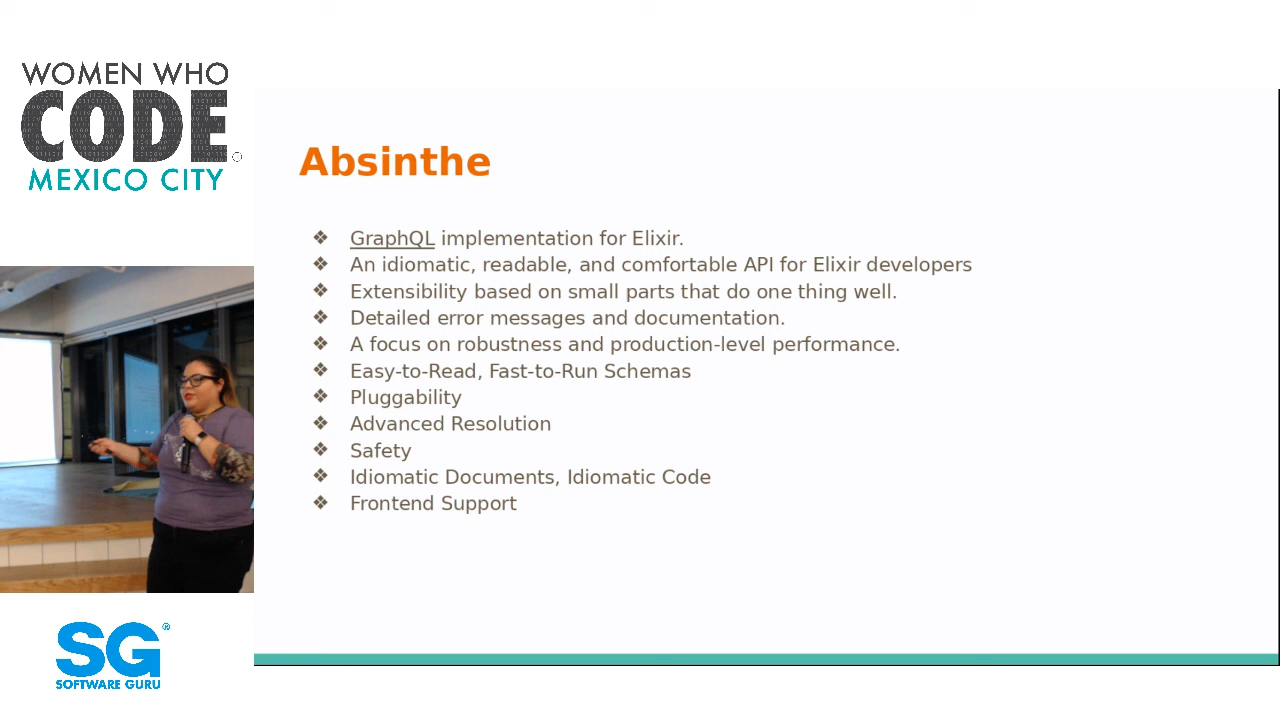 WOMEN WHO
CODE
MEXICO CITY
Absinthe
❖ GraphQL implementation for Elixir.
❖ An idiomatic, readable, and comfortable API for Elixir developers
❖ Extensibility based on small parts that do one thing well.
❖ Detailed error messages and documentation.
❖ A focus on robustness and production-level performance.
❖ Easy-to-Read, Fast-to-Run Schemas
❖ Pluggability
❖ Advanced Resolution
❖ Safety
❖ Idiomatic Documents, Idiomatic Code
❖ Frontend Support
SG®
SOFTWARE GURU